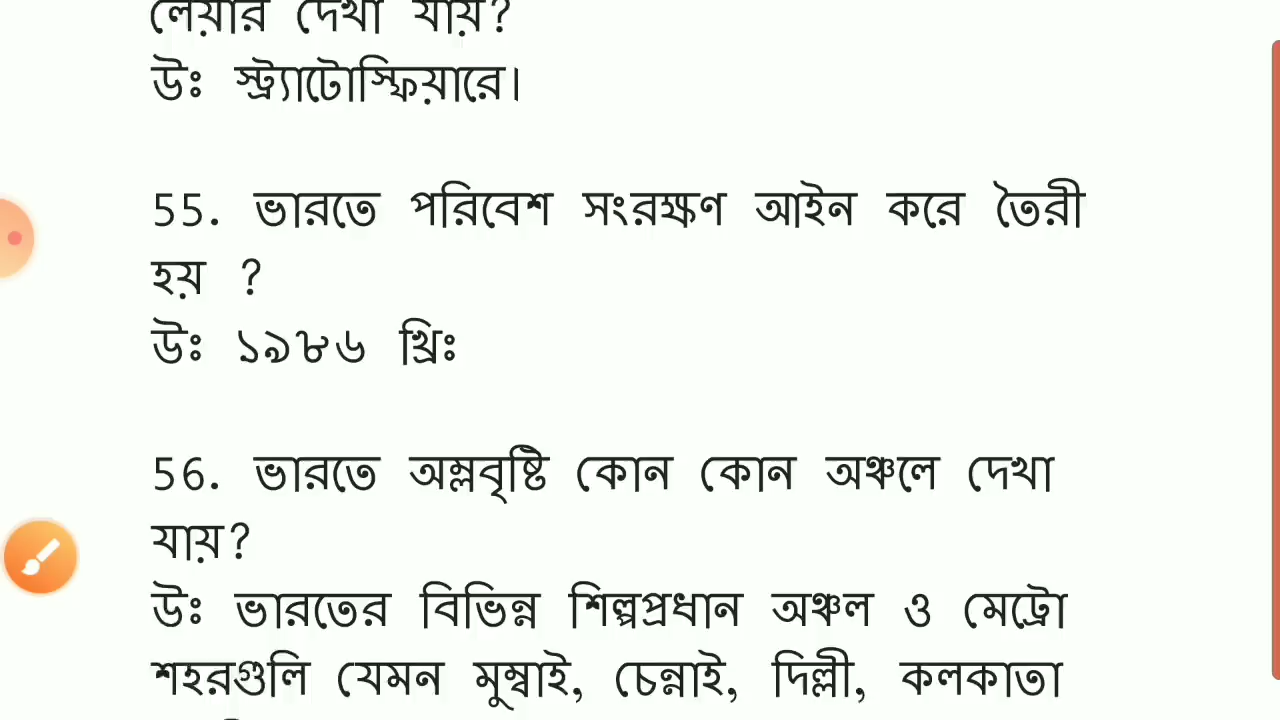 লেয়ার দেখা যায়?
উঃ স্ট্র্যাটোস্ফিয়ারে।
55. ভারতে পরিবেশ সংরক্ষণ আইন করে তৈরী
হয় ?
উঃ ১৯৮৬ খ্রিঃ
56. ভারতে অম্লবৃষ্টি কোন কোন অঞ্চলে দেখা
যায়?
উঃ ভারতের বিভিন্ন শিল্পপ্রধান অঞ্চল ও মেট্রো
শহরগুলি যেমন মুম্বাই, চেন্নাই, দিল্লী, কলকাতা